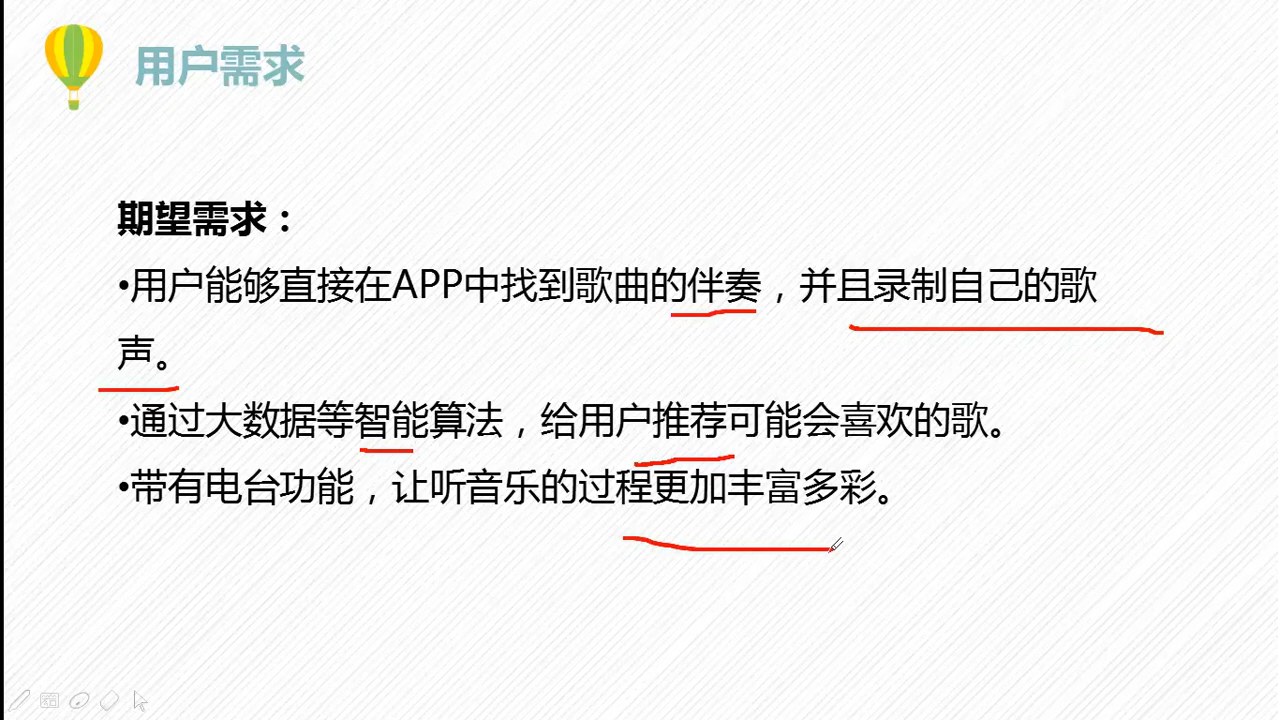 用户需求
期望需求：
•用户能够直接在APP中找到歌曲的伴奏，并且录制自己的歌
声。
•通过大数据等智能算法，给用户推荐可能会喜欢的歌。
•带有电台功能，让听音乐的过程更加丰富多彩。